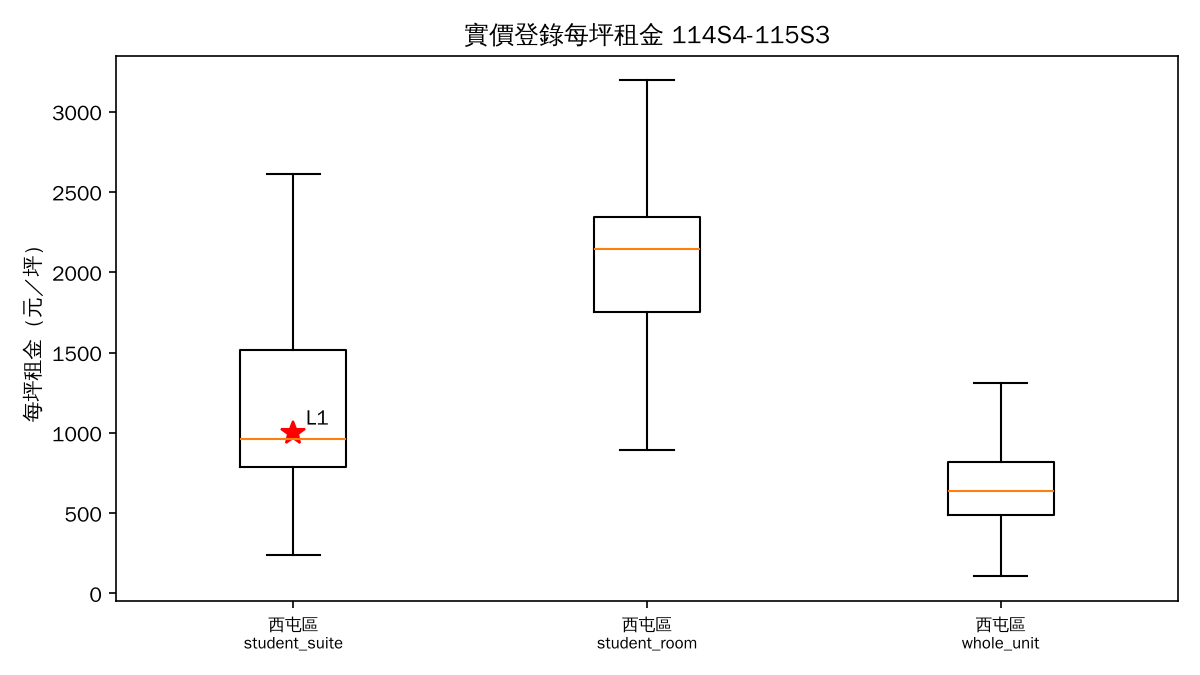 實價登錄每坪租金 114S4-115S3
每坪租金（元／坪）
3000
2500
2000
1500
1000
500
0
L1
西屯區
student_suite
西屯區
student_room
西屯區
whole_unit